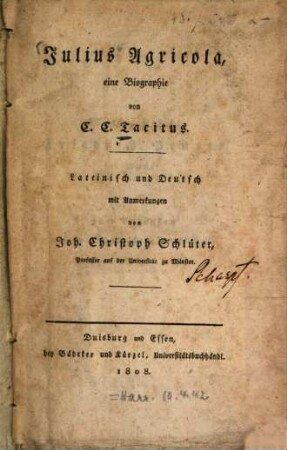 Julius Agricola,
eine Biographie
von
C. C. Tacitus.
Lateinisch und Deutsch
mit Anmerkungen
von
Joh. Christoph Schlüter,
Professor auf der Universität zu Münster.
Scharpf.
Duisburg und Essen,
bey Bädeker und Kürzel, Universitätsbuchhändl.
1808.